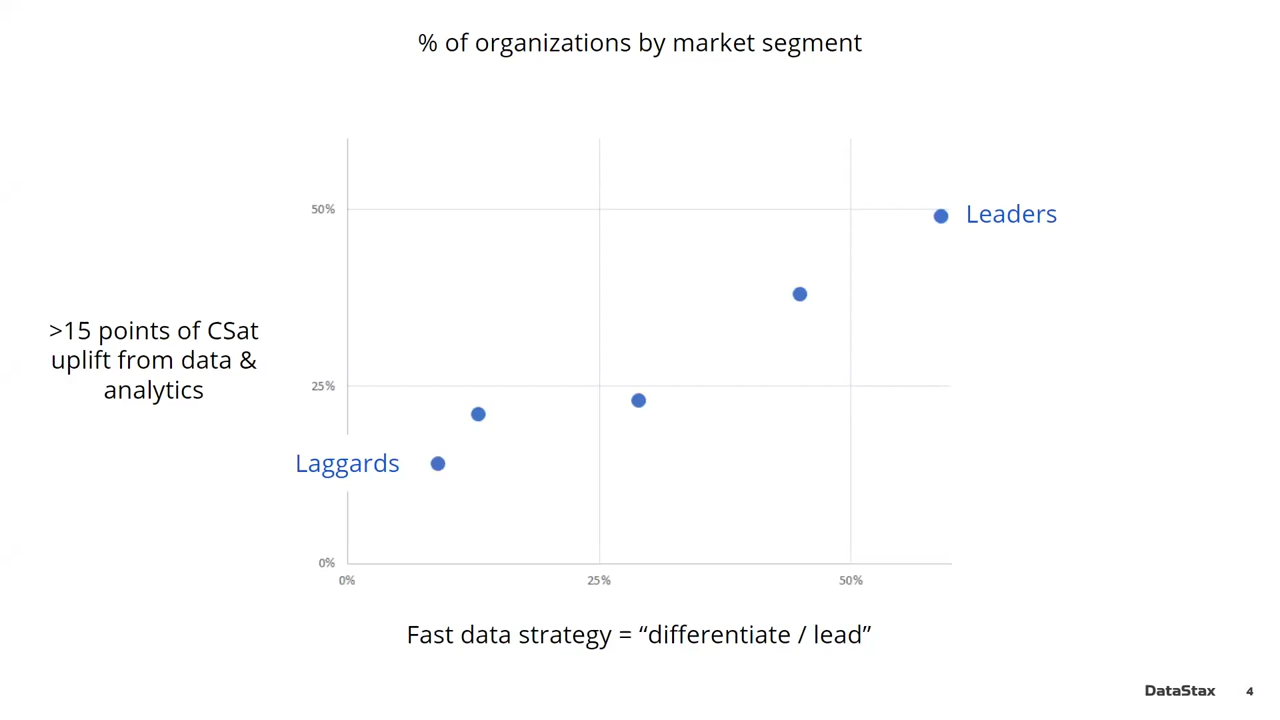 % of organizations by market segment
50%
Leaders
>15 points of CSat
uplift from data &
analytics
25%
Laggards
0%
0%
25%
50%
Fast data strategy = “differentiate / lead”
DataStax
4